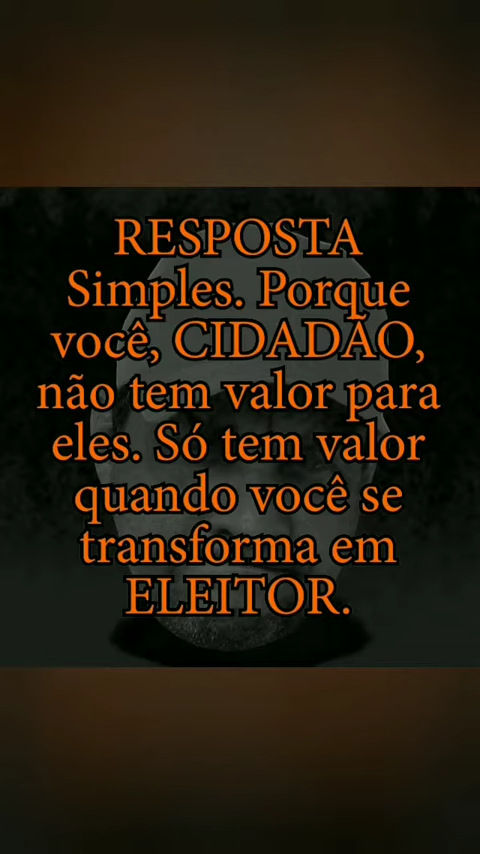 RESPOSTA
Simples. Porque
você, CIDADÃO,
não tem valor para
eles. Só tem valor
quando você se
transforma em
ELEITOR.